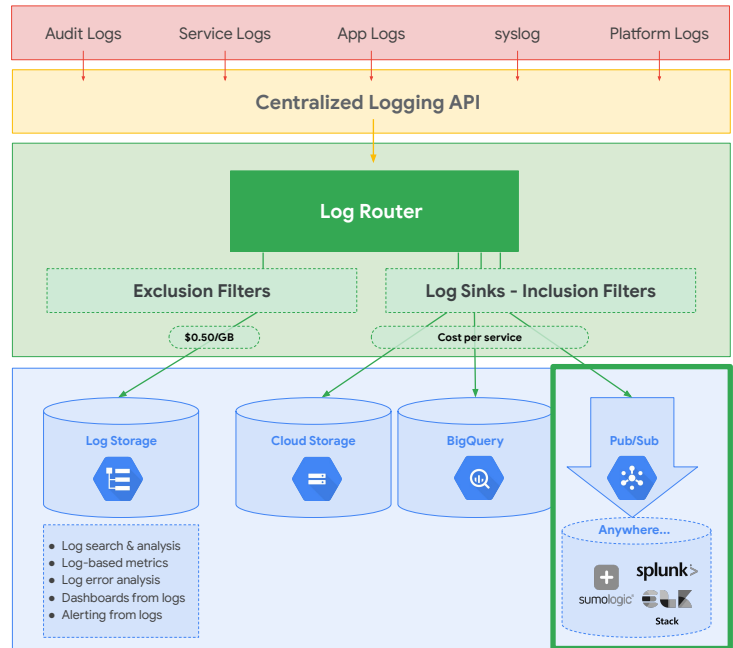 Audit Logs
Service Logs
App Logs
syslog
Platform Logs
Centralized Logging API
Log Router
Exclusion Filters
Log Sinks - Inclusion Filters
$0.50/GB
Cost per service
Log Storage
Cloud Storage
BigQuery
Pub/Sub
Anywhere...
● Log search & analysis
● Log-based metrics
● Log error analysis
● Dashboards from logs
● Alerting from logs
splunk>
sumologic
ELK
Stack